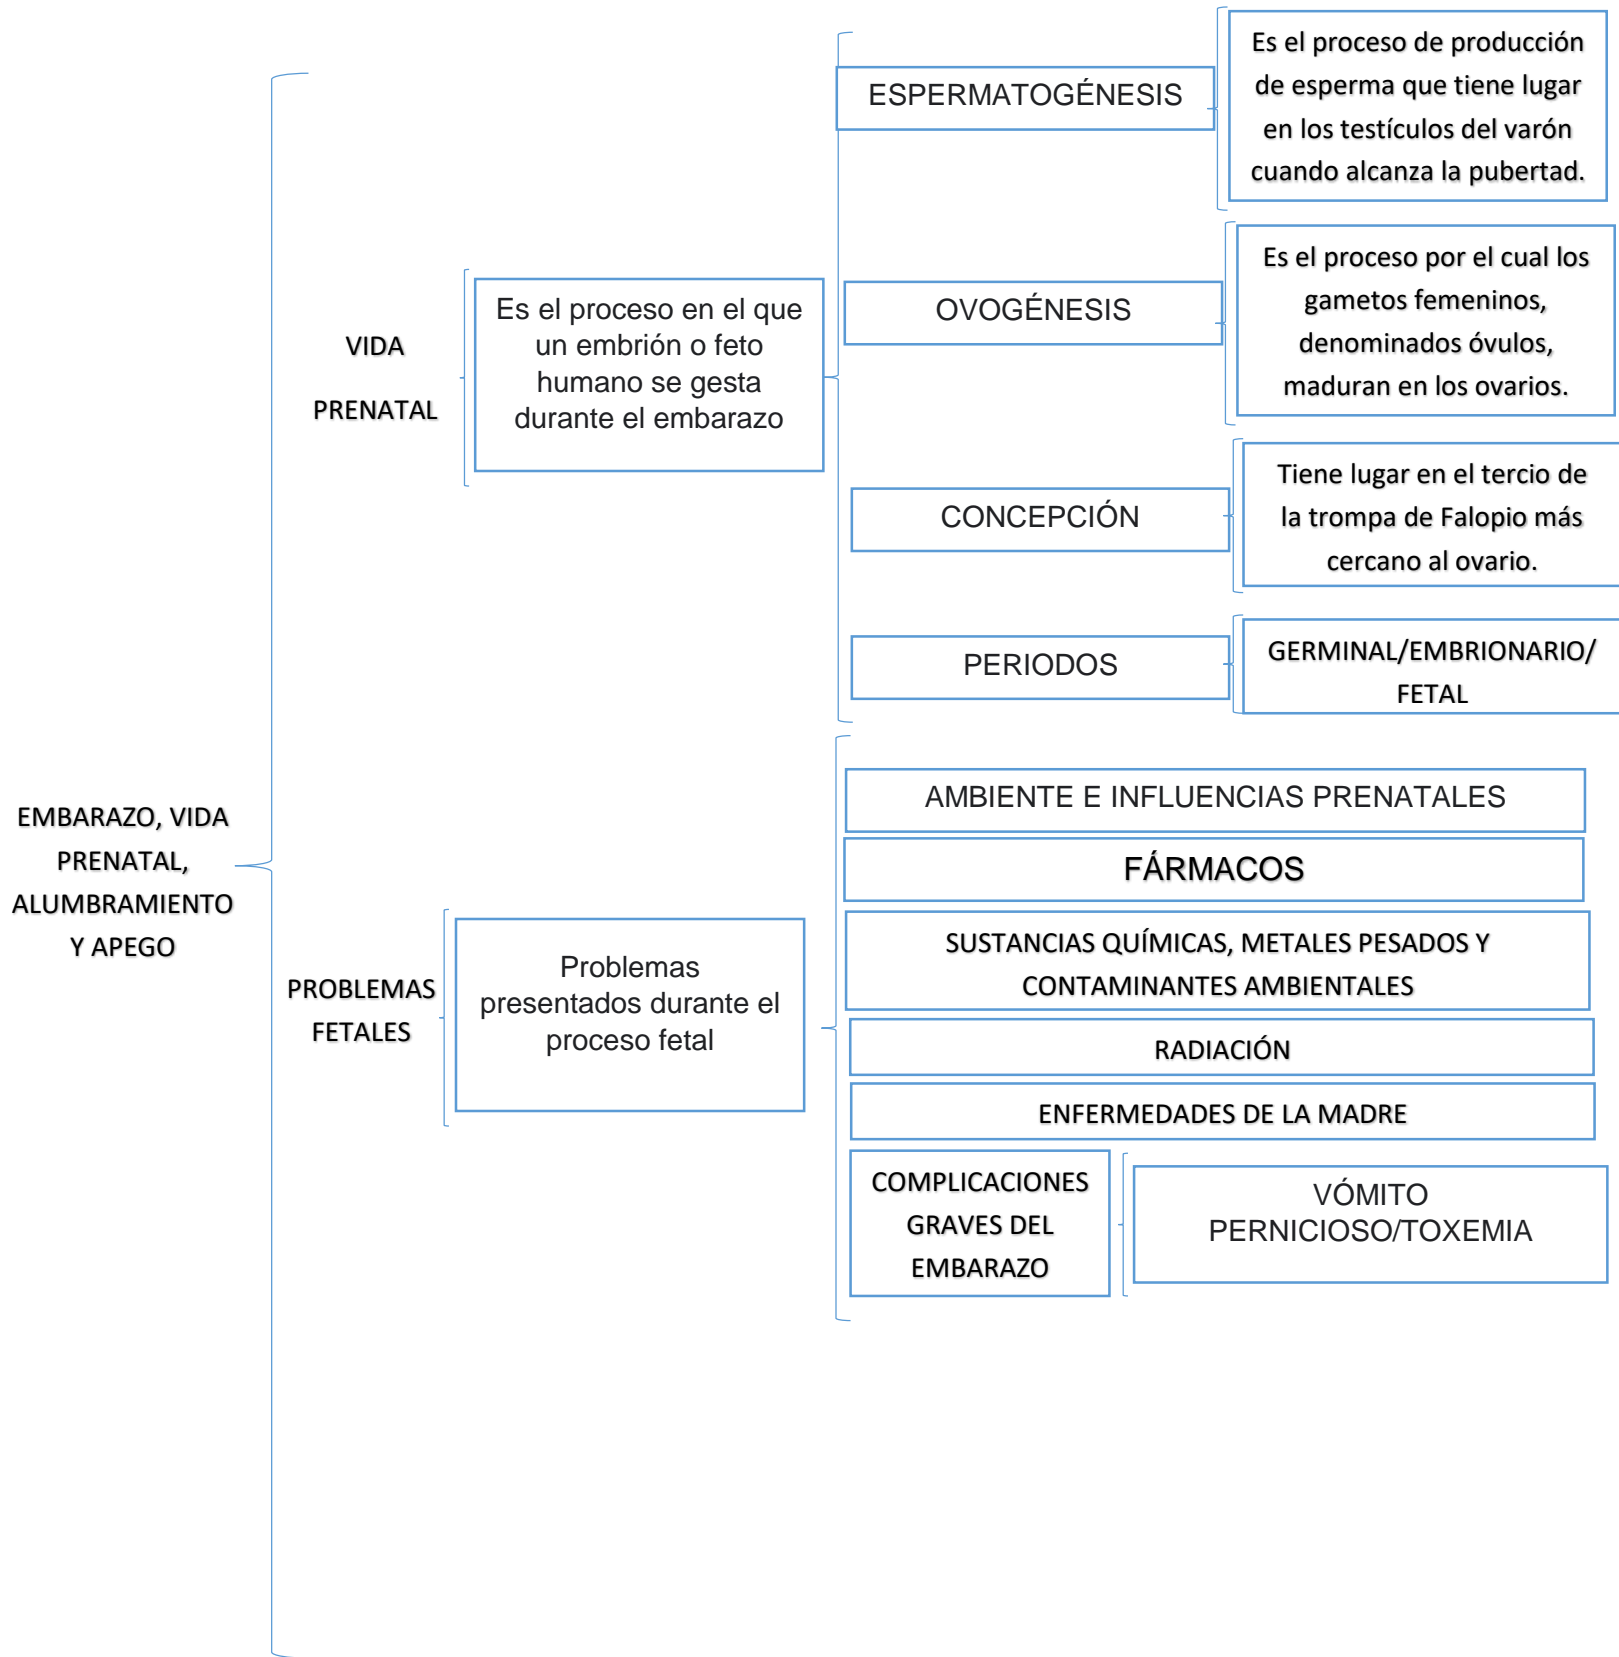 EMBARAZO, VIDA
PRENATAL,
ALUMBRAMIENTO
Y APEGO
VIDA
PRENATAL
Es el proceso en el que
un embrión o feto
humano se gesta
durante el embarazo
ESPERMATOGÉNESIS
Es el proceso de producción
de esperma que tiene lugar
en los testículos del varón
cuando alcanza la pubertad.
OVOGÉNESIS
Es el proceso por el cual los
gametos femeninos,
denominados óvulos,
maduran en los ovarios.
CONCEPCIÓN
Tiene lugar en el tercio de
la trompa de Falopio más
cercano al ovario.
PERIODOS
GERMINAL/EMBRIONARIO/
FETAL
PROBLEMAS
FETALES
Problemas
presentados durante el
proceso fetal
AMBIENTE E INFLUENCIAS PRENATALES
FÁRMACOS
SUSTANCIAS QUÍMICAS, METALES PESADOS Y
CONTAMINANTES AMBIENTALES
RADIACIÓN
ENFERMEDADES DE LA MADRE
COMPLICACIONES
GRAVES DEL
EMBARAZO
VÓMITO
PERNICIOSO/TOXEMIA